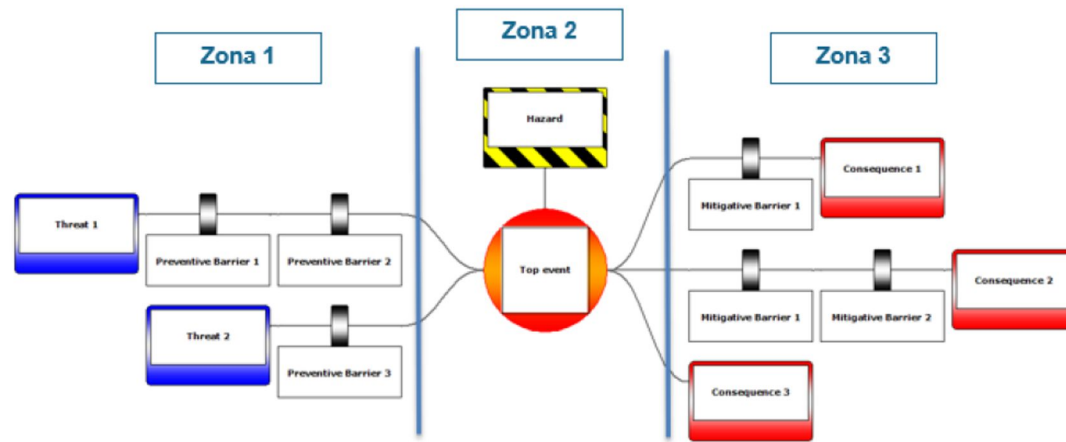 Zona 1
Zona 2
Zona 3
Hazard
Consequence 1
Mitigative Barrier 1
Threat 1
Preventive Barrier 1
Preventive Barrier 2
Top event
Consequence 2
Mitigative Barrier 1
Mitigative Barrier 2
Threat 2
Preventive Barrier 3
Consequence 3